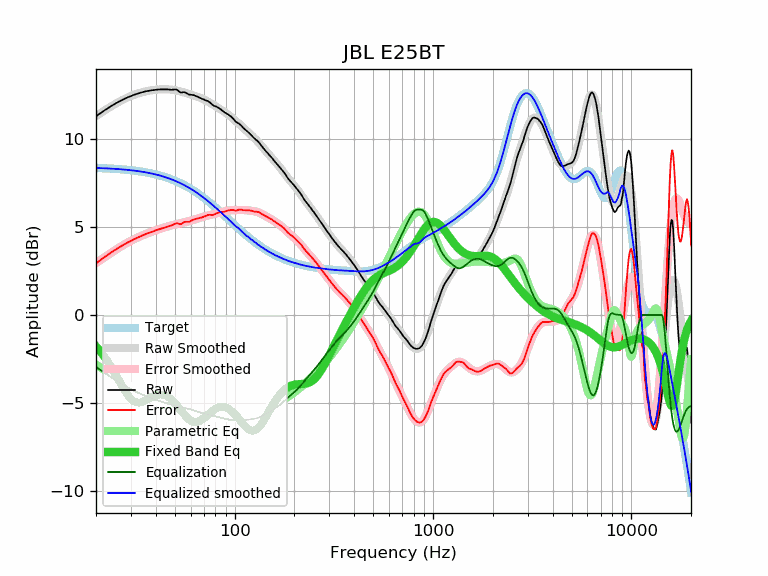 JBL E25BT
Amplitude (dBr)
10
5
0
−5
−10
Target
Raw Smoothed
Error Smoothed
Raw
Error
Parametric Eq
Fixed Band Eq
Equalization
Equalized smoothed
100
1000
10000
Frequency (Hz)